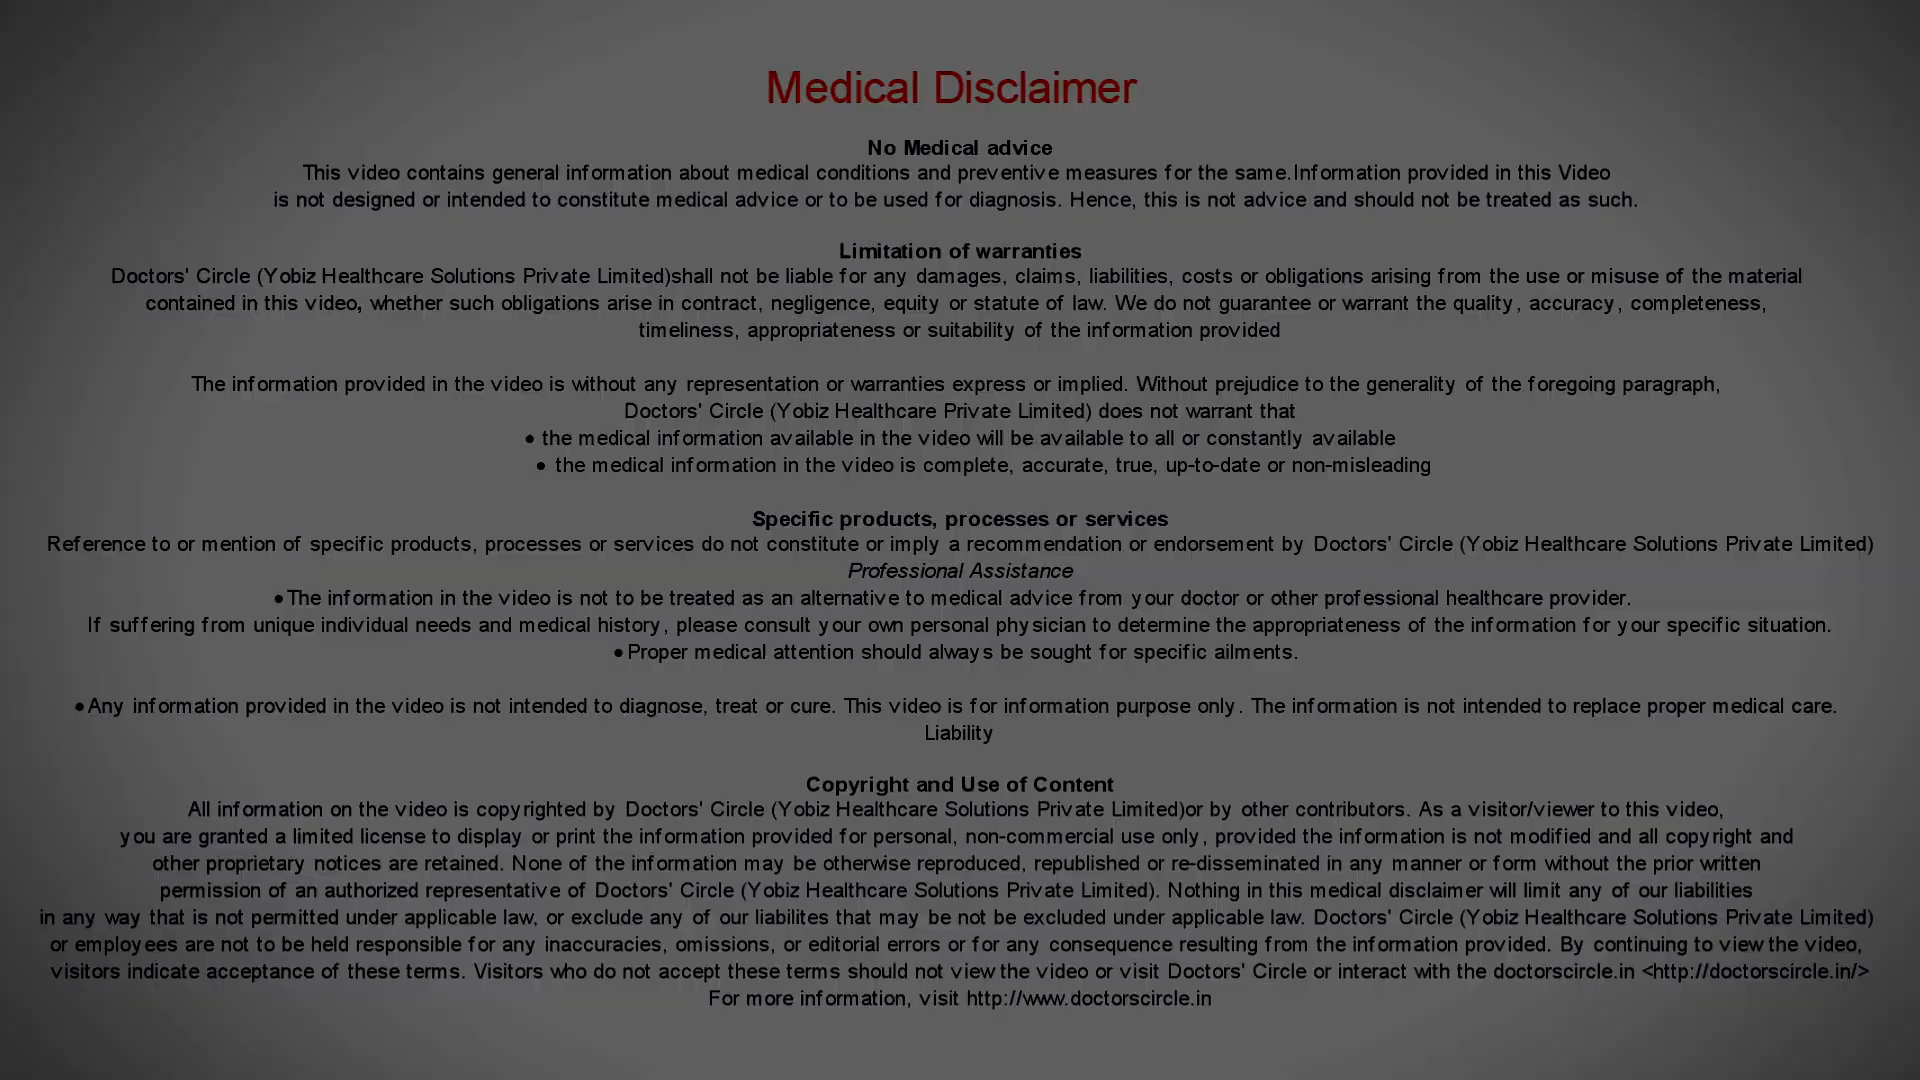 Medical Disclaimer
No Medical advice
This video contains general information about medical conditions and preventive measures for the same.Information provided in this Video
is not designed or intended to constitute medical advice or to be used for diagnosis. Hence, this is not advice and should not be treated as such.
Limitation of warranties
Doctors' Circle (Yobiz Healthcare Solutions Private Limited)shall not be liable for any damages, claims, liabilities, costs or obligations arising from the use or misuse of the material
contained in this video, whether such obligations arise in contract, negligence, equity or statute of law. We do not guarantee or warrant the quality, accuracy, completeness,
timeliness, appropriateness or suitability of the information provided
The information provided in the video is without any representation or warranties express or implied. Without prejudice to the generality of the foregoing paragraph,
Doctors' Circle (Yobiz Healthcare Private Limited) does not warrant that
• the medical information available in the video will be available to all or constantly available
• the medical information in the video is complete, accurate, true, up-to-date or non-misleading
Specific products, processes or services
Reference to or mention of specific products, processes or services do not constitute or imply a recommendation or endorsement by Doctors' Circle (Yobiz Healthcare Solutions Private Limited)
Professional Assistance
•The information in the video is not to be treated as an alternative to medical advice from your doctor or other professional healthcare provider.
If suffering from unique individual needs and medical history, please consult your own personal physician to determine the appropriateness of the information for your specific situation.
•Proper medical attention should always be sought for specific ailments.
•Any information provided in the video is not intended to diagnose, treat or cure. This video is for information purpose only. The information is not intended to replace proper medical care.
Liability
Copyright and Use of Content
All information on the video is copyrighted by Doctors' Circle (Yobiz Healthcare Solutions Private Limited)or by other contributors. As a visitor/viewer to this video,
you are granted a limited license to display or print the information provided for personal, non-commercial use only, provided the information is not modified and all copyright and
other proprietary notices are retained. None of the information may be otherwise reproduced, republished or re-disseminated in any manner or form without the prior written
permission of an authorized representative of Doctors' Circle (Yobiz Healthcare Solutions Private Limited). Nothing in this medical disclaimer will limit any of our liabilities
in any way that is not permitted under applicable law, or exclude any of our liabilites that may be not be excluded under applicable law. Doctors' Circle (Yobiz Healthcare Solutions Private Limited)
or employees are not to be held responsible for any inaccuracies, omissions, or editorial errors or for any consequence resulting from the information provided. By continuing to view the video,
visitors indicate acceptance of these terms. Visitors who do not accept these terms should not view the video or visit Doctors' Circle or interact with the doctorscircle.in <http://doctorscircle.in/>
For more information, visit http://www.doctorscircle.in